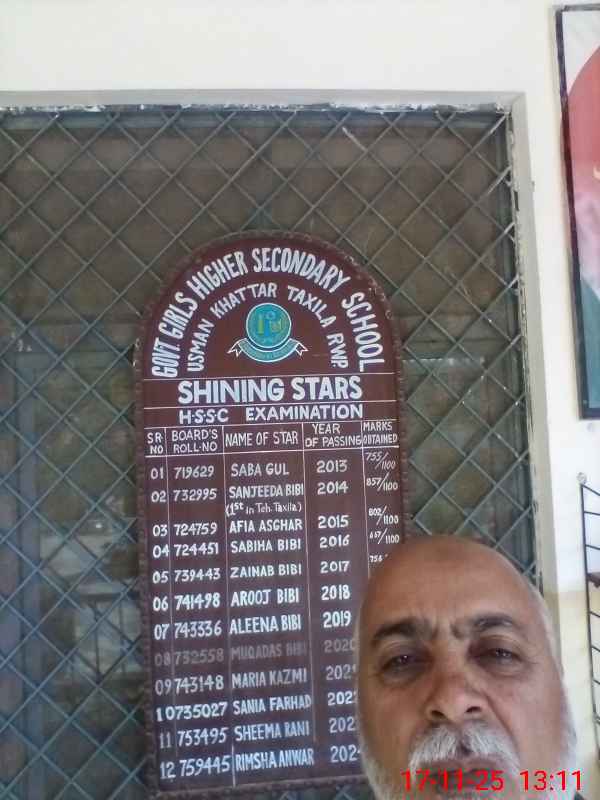 GOVT GIRLS HIGHER SECONDARY SCHOOL
USMAN KHATTAR TAXILA RWP.
SHINING STARS
H·S·S·C EXAMINATION
SR· NO BOARD'S ROLL·NO NAME OF STAR YEAR OF PASSING MARKS OBTAINED
01 719629 SABA GUL 2013 755/1100
02 732995 SANJEEDA BIBI 2014 857/1100
(1st in Teh. Taxila)
03 724759 AFIA ASGHAR 2015 802/1100
04 724451 SABIHA BIBI 2016 /1100
05 739443 ZAINAB BIBI 2017
06 741498 AROOJ BIBI 2018
07 743336 ALEENA BIBI 2019
08 732558 MUQADAS BIBI 2020
09 743148 MARIA KAZMI
10 735027 SANIA FARHAD
11 753495 SHEEMA RANI
12 759445 RIMSHA ANWAR
17-11-25 13:11